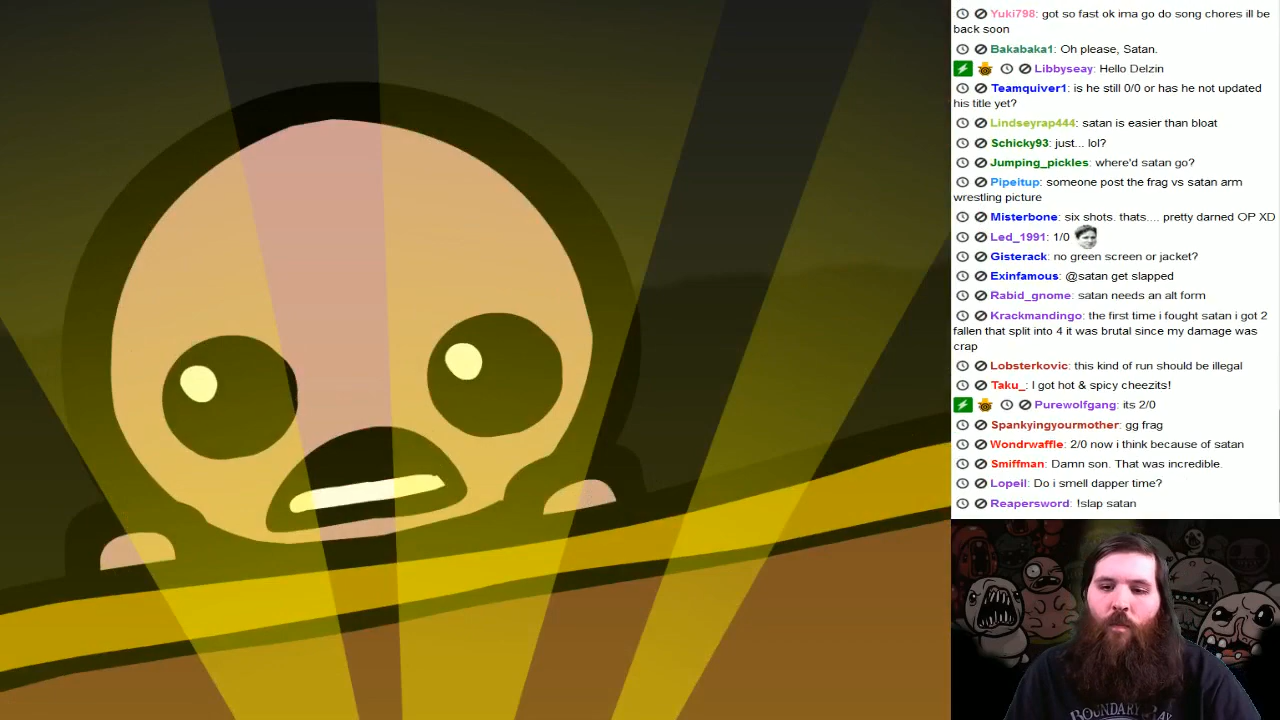 Yuki798: got so fast ok ima go do song chores ill be
back soon
Bakabaka1: Oh please, Satan.
Libbyseay: Hello Delzin
Teamquiver1: is he still 0/0 or has he not updated
his title yet?
Lindseyrap444: satan is easier than bloat
Schicky93: just... lol?
Jumping_pickles: where'd satan go?
Pipeitup: someone post the frag vs satan arm
wrestling picture
Misterbone: six shots. thats.... pretty darned OP XD
Led_1991: 1/0
Gisterack: no green screen or jacket?
Exinfamous: @satan get slapped
Rabid_gnome: satan needs an alt form
Krackmandingo: the first time i fought satan i got 2
fallen that split into 4 it was brutal since my damage was
crap
Lobsterkovic: this kind of run should be illegal
Taku_: I got hot & spicy cheezits!
Purewolfgang: its 2/0
Spankyingyourmother: gg frag
Wondrwaffle: 2/0 now i think because of satan
Smiffman: Damn son. That was incredible.
Lopeil: Do i smell dapper time?
Reapersword: !slap satan
BOUNDARY BAY